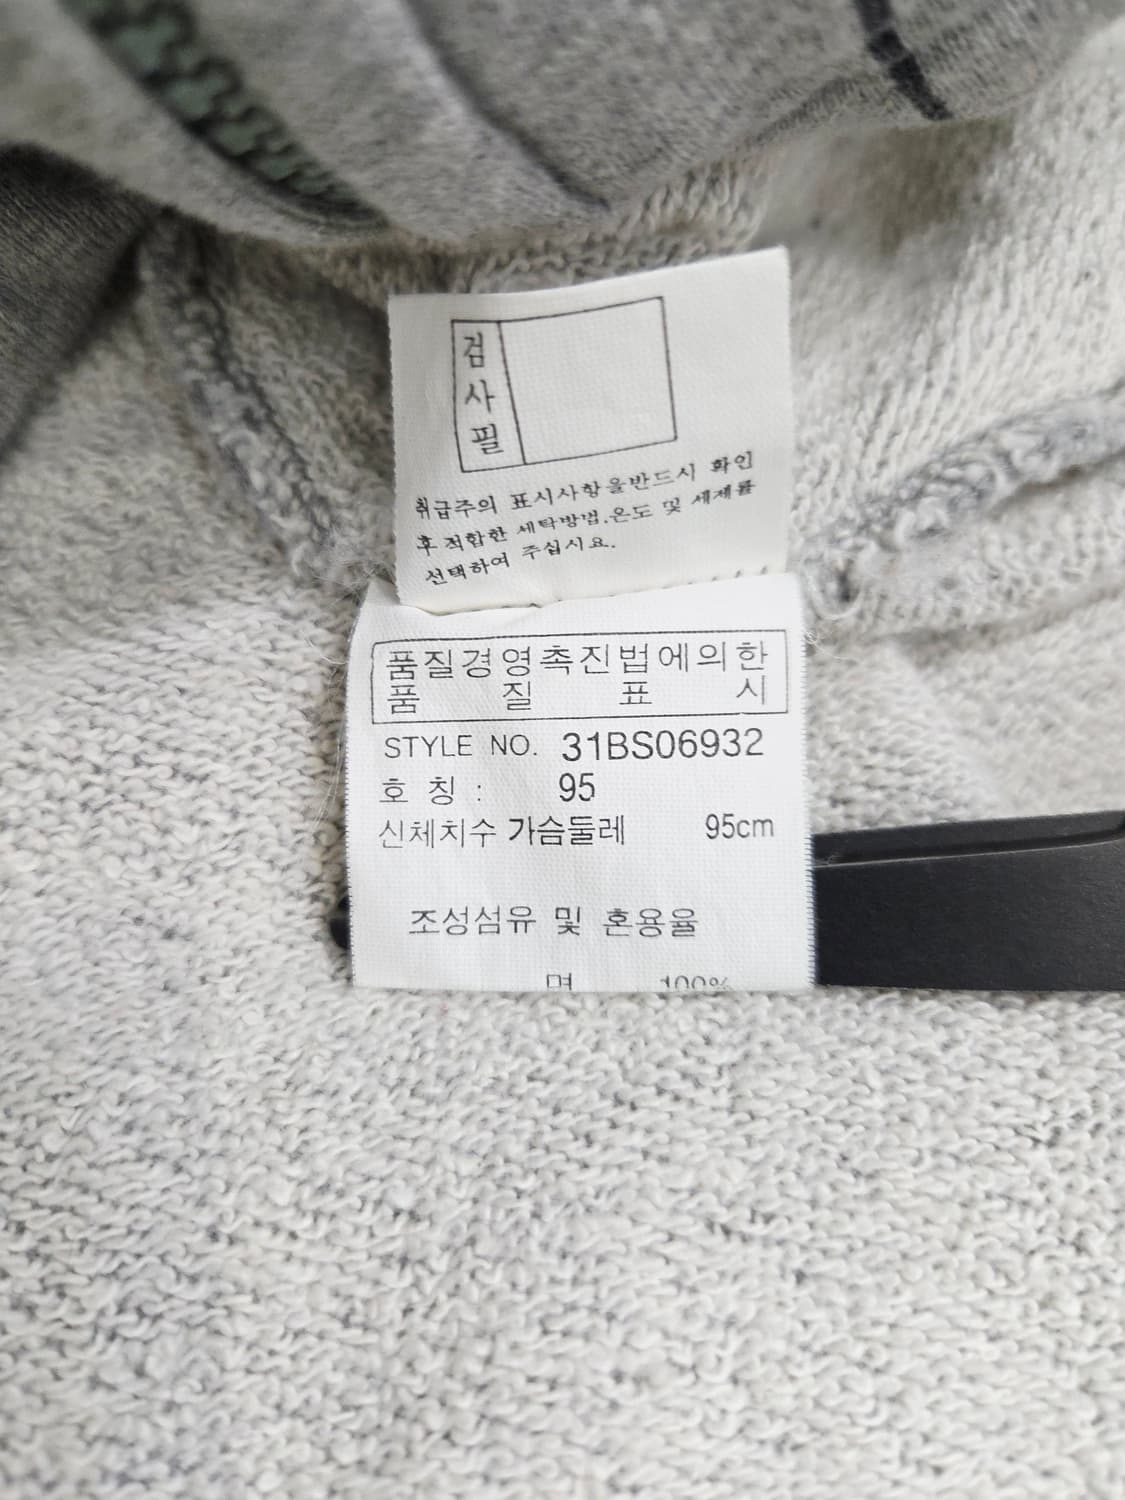 검사필
취급주의 표시사항을반드시 확인
후 적합한 세탁방법.온도 및 세제를
선택하여 주십시요.
품질경영촉진법에의한
품질표시
STYLE NO. 31BS06932
호칭 : 95
신체치수 가슴둘레 95cm
조성섬유 및 혼용율
면 100%